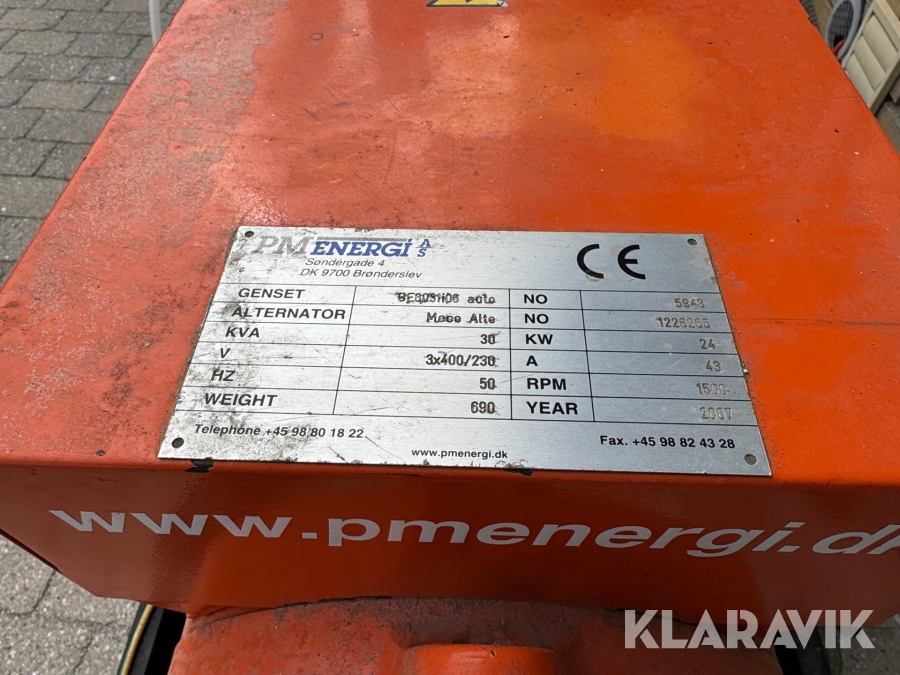 PM ENERGI AS
Søndergade 4
DK 9700 Brønderslev
CE
GENSET NO 5943
ALTERNATOR Mecc Alte NO 1226265
KVA 30 KW 24
V 3x400/230 A 43
HZ 50 RPM 1500
WEIGHT 690 YEAR 2007
Telephone +45 98 80 18 22 Fax. +45 98 82 43 28
www.pmenergi.dk
www.pmenergi.dk
KLARAVIK